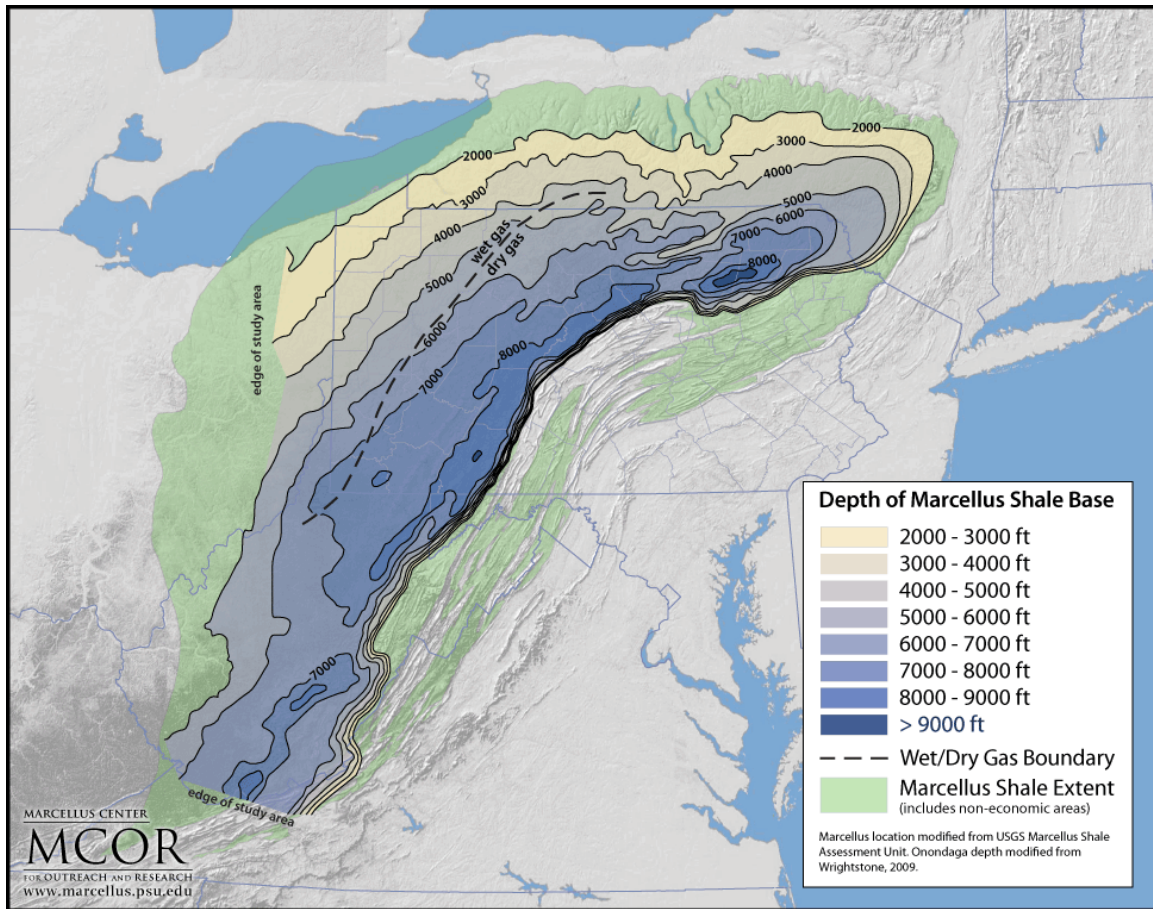 2000
3000
4000
5000
6000
7000
8000
2000
3000
4000
5000
6000
7000
8000
7000
wet gas
dry gas
edge of study area
edge of study area
Depth of Marcellus Shale Base
2000 - 3000 ft
3000 - 4000 ft
4000 - 5000 ft
5000 - 6000 ft
6000 - 7000 ft
7000 - 8000 ft
8000 - 9000 ft
> 9000 ft
Wet/Dry Gas Boundary
Marcellus Shale Extent
(includes non-economic areas)
Marcellus location modified from USGS Marcellus Shale
Assessment Unit. Onondaga depth modified from
Wrightstone, 2009.
MARCELLUS CENTER
MCOR
FOR OUTREACH AND RESEARCH
www.marcellus.psu.edu